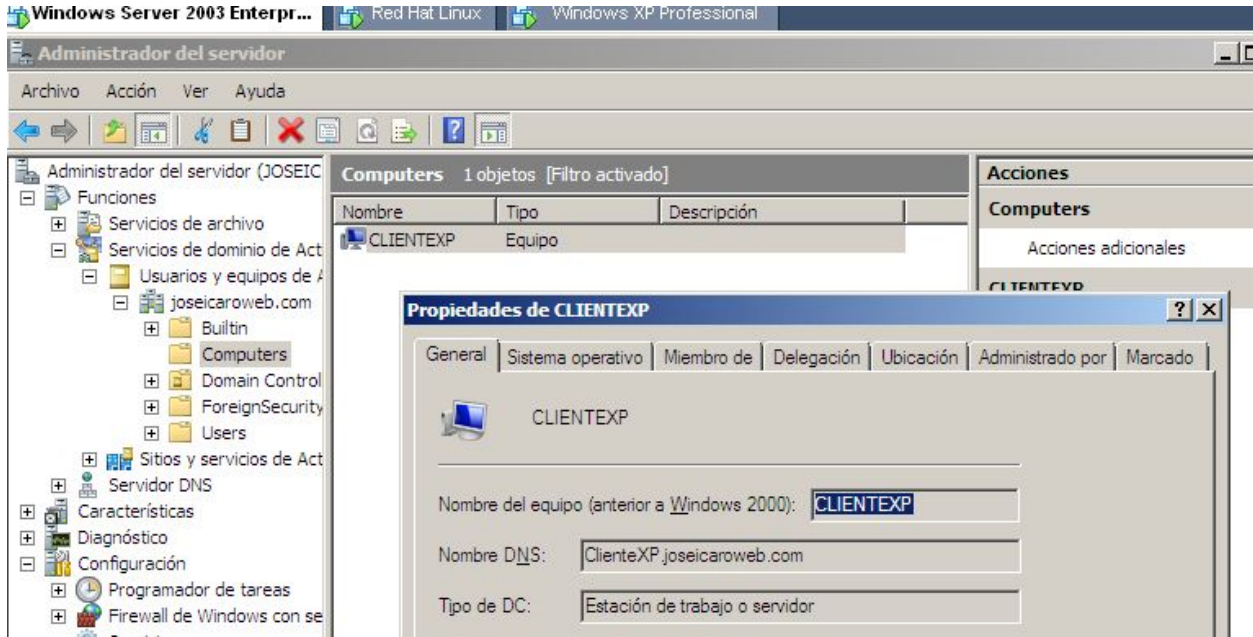 Windows Server 2003 Enterpr... Red Hat Linux Windows XP Professional
Administrador del servidor
Archivo Acción Ver Ayuda
Administrador del servidor (JOSEIC
Funciones
Servicios de archivo
Servicios de dominio de Act
Usuarios y equipos de A
joseicaroweb.com
Builtin
Computers
Domain Control
ForeignSecurity
Users
Sitios y servicios de Act
Servidor DNS
Características
Diagnóstico
Configuración
Programador de tareas
Firewall de Windows con se
Computers 1 objetos [Filtro activado]
Nombre Tipo Descripción
CLIENTEXP Equipo
Acciones
Computers
Acciones adicionales
CLIENTEXP
Propiedades de CLIENTEXP
General Sistema operativo Miembro de Delegación Ubicación Administrado por Marcado
CLIENTEXP
Nombre del equipo (anterior a Windows 2000): CLIENTEXP
Nombre DNS: ClienteXP.joseicaroweb.com
Tipo de DC: Estación de trabajo o servidor